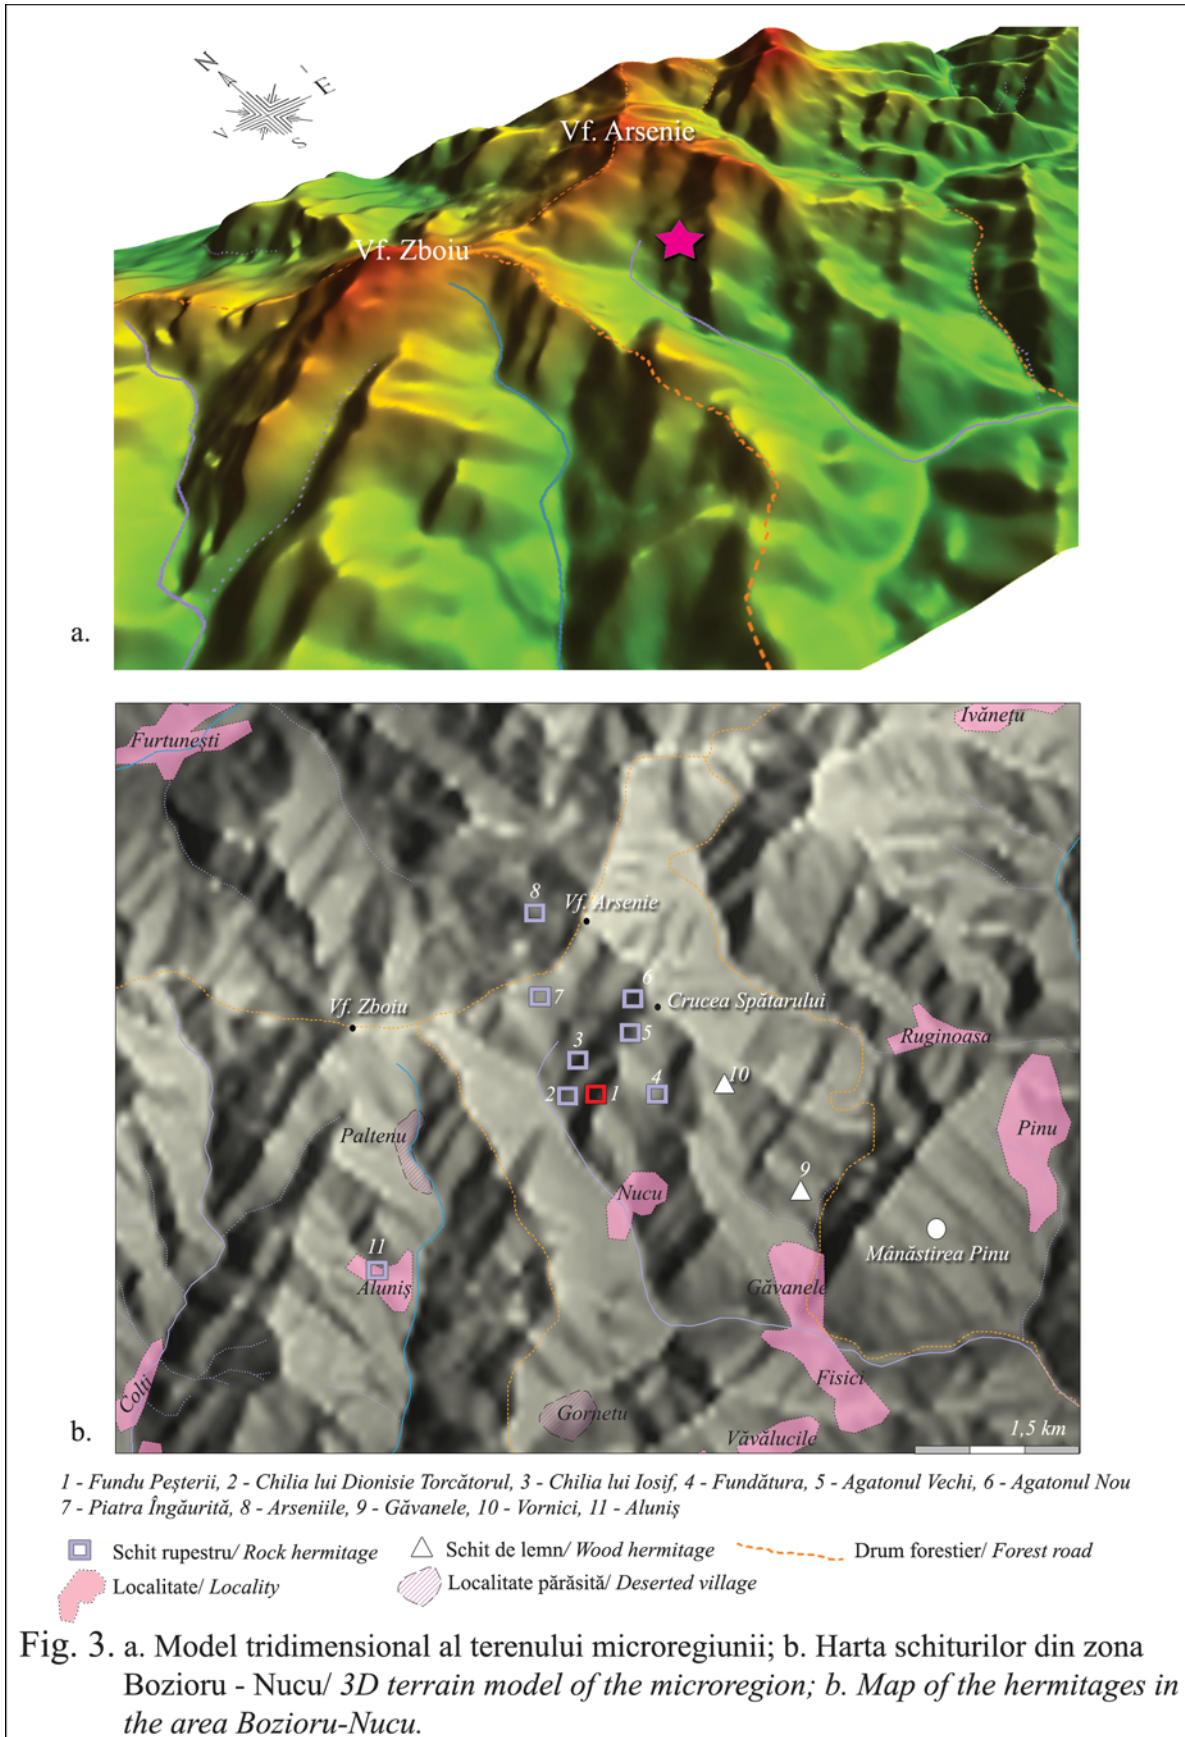 N
E
V
S
Vf. Arsenie
Vf. Zboiu
a.
Furtunești
Ivănețu
8
Vf. Arsenie
7
6
Crucea Spătarului
Vf. Zboiu
5
Ruginoasa
3
10
2
1
4
Paltenu
Pinu
Nucu
9
Mânăstirea Pinu
11
Aluniș
Găvanele
Colți
Fisici
Gornetu
Văvălucile
1,5 km
b.
1 - Fundu Peșterii, 2 - Chilia lui Dionisie Torcătorul, 3 - Chilia lui Iosif, 4 - Fundătura, 5 - Agatonul Vechi, 6 - Agatonul Nou
7 - Piatra Îngăurită, 8 - Arseniile, 9 - Găvanele, 10 - Vornici, 11 - Aluniș
Schit rupestru/ Rock hermitage
Schit de lemn/ Wood hermitage
Drum forestier/ Forest road
Localitate/ Locality
Localitate părăsită/ Deserted village
Fig. 3. a. Model tridimensional al terenului microregiunii; b. Harta schiturilor din zona
Bozioru - Nucu/ 3D terrain model of the microregion; b. Map of the hermitages in
the area Bozioru-Nucu.